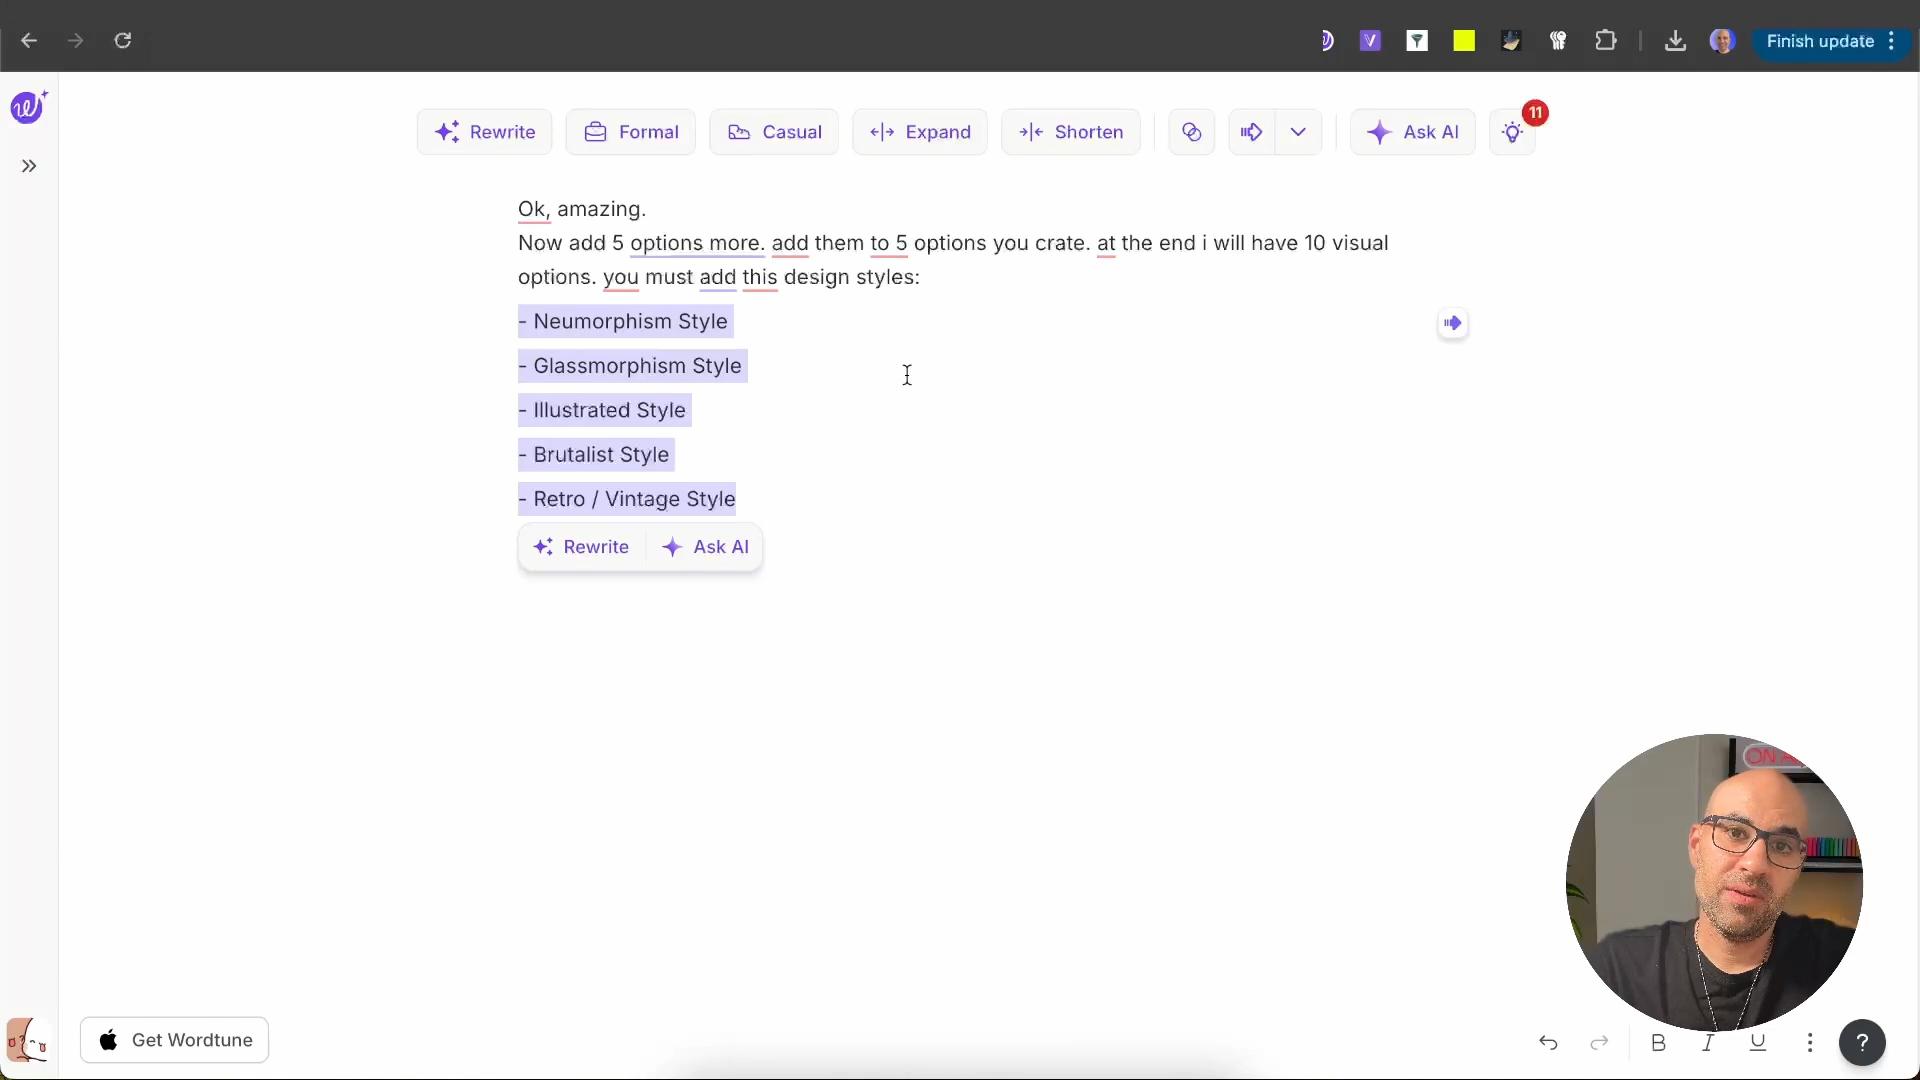 Finish update
Rewrite
Formal
Casual
Expand
Shorten
Ask AI
11
Ok, amazing.
Now add 5 options more. add them to 5 options you crate. at the end i will have 10 visual
options. you must add this design styles:
- Neumorphism Style
- Glassmorphism Style
- Illustrated Style
- Brutalist Style
- Retro / Vintage Style
Rewrite
Ask AI
ON
Get Wordtune
B
I
U
?